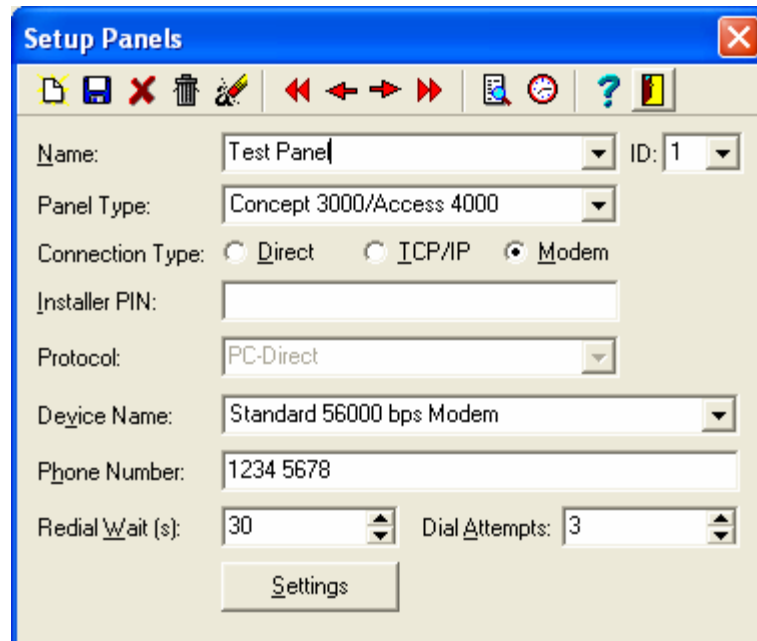 Setup Panels
Name: Test Panel ID: 1
Panel Type: Concept 3000/Access 4000
Connection Type: Direct TCP/IP Modem
Installer PIN:
Protocol: PC-Direct
Device Name: Standard 56000 bps Modem
Phone Number: 1234 5678
Redial Wait (s): 30 Dial Attempts: 3
Settings